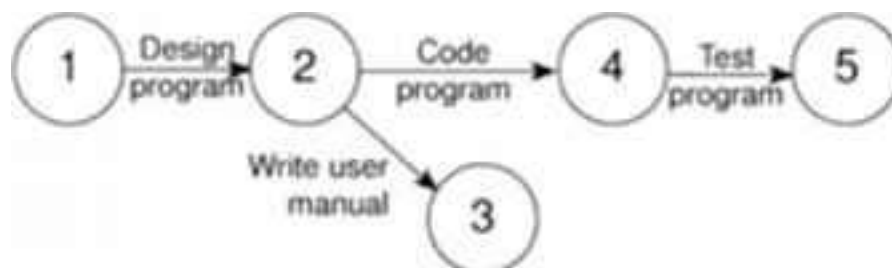 1
Design
program
2
Code
program
4
Test
program
5
Write user
manual
3